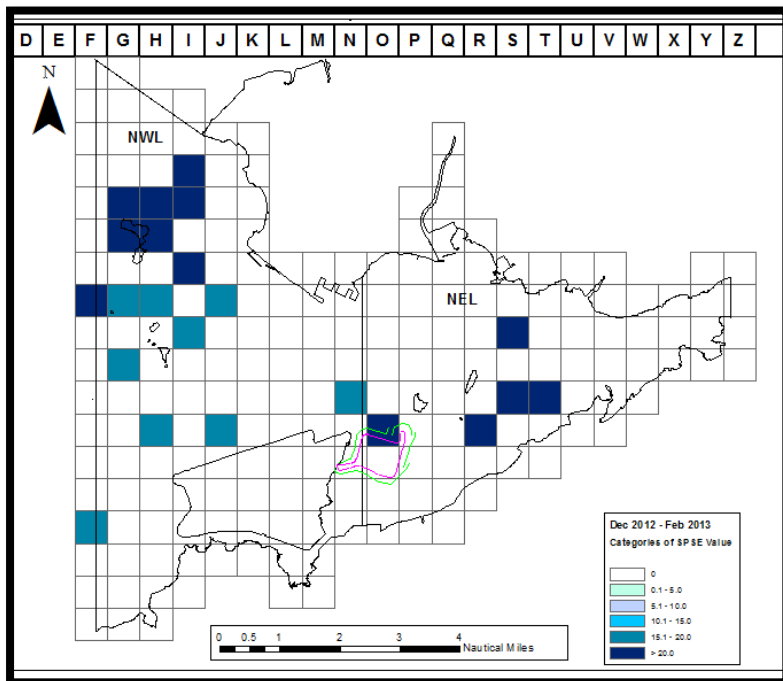 D E F G H I J K L M N O P Q R S T U V W X Y Z
N
NWL
NEL
Dec 2012 - Feb 2013
Categories of SPSE Value
0
0.1 - 5.0
5.1 - 10.0
10.1 - 15.0
15.1 - 20.0
> 20.0
0 0.5 1 2 3 4
Nautical Miles